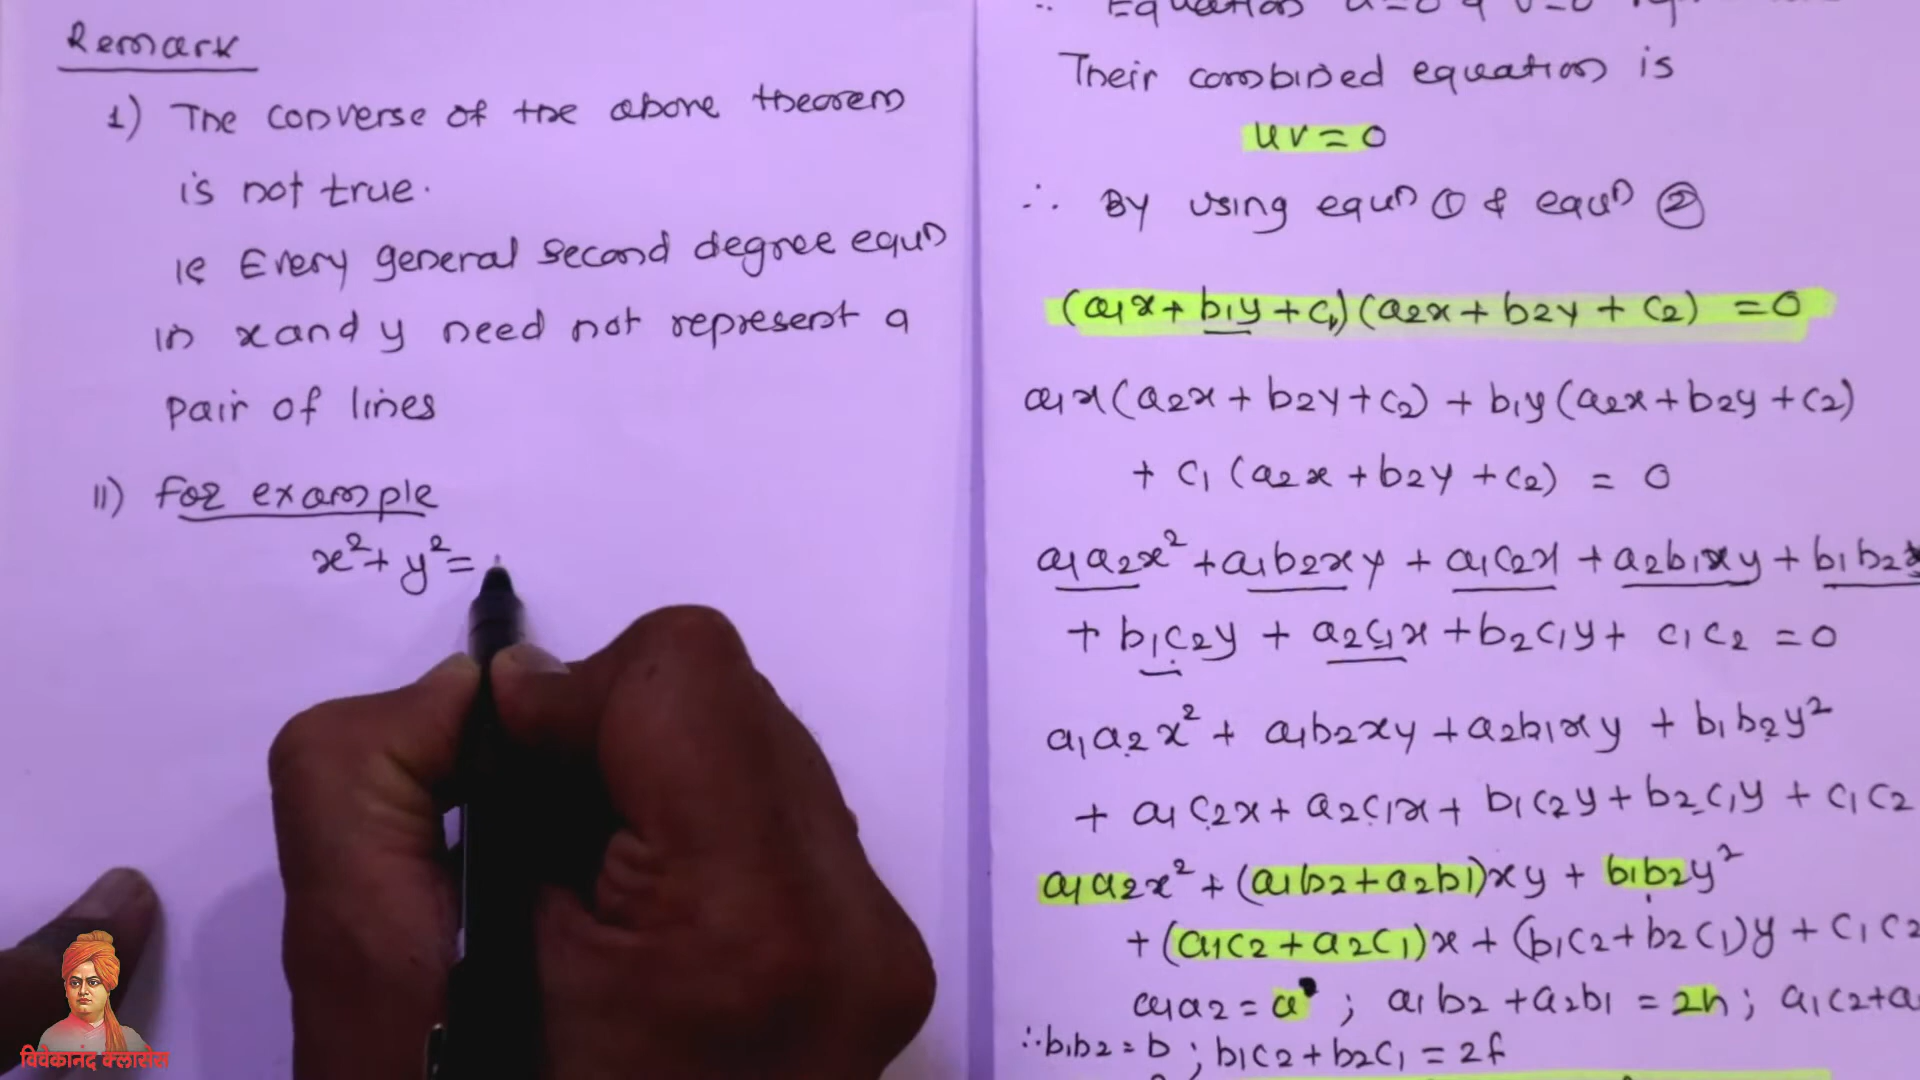 Remark
1) The converse of the above theorem
is not true.
ie Every general second degree equn
in x and y need not represent a
pair of lines
II) For example
x²+ y² =
Their combined equation is
uv=0
∴ By using equn ① & equn ②
(a1x + b1y + c1)(a2x + b2y + c2) = 0
a1x(a2x + b2y + c2) + b1y(a2x + b2y + c2)
+ c1(a2x + b2y + c2) = 0
a1a2x² + a1b2xy + a1c2x + a2b1xy + b1b2
+ b1c2y + a2c1x + b2c1y + c1c2 = 0
a1a2x² + a1b2xy + a2b1xy + b1b2y²
+ a1c2x + a2c1x + b1c2y + b2c1y + c1c2
a1a2x² + (a1b2 + a2b1)xy + b1b2y²
+ (a1c2 + a2c1)x + (b1c2 + b2c1)y + c1c2
a1a2 = a ; a1b2 + a2b1 = 2h ; a1c2+a
∴ b1b2 = b ; b1c2 + b2c1 = 2f
विवेकानंद क्लासेस